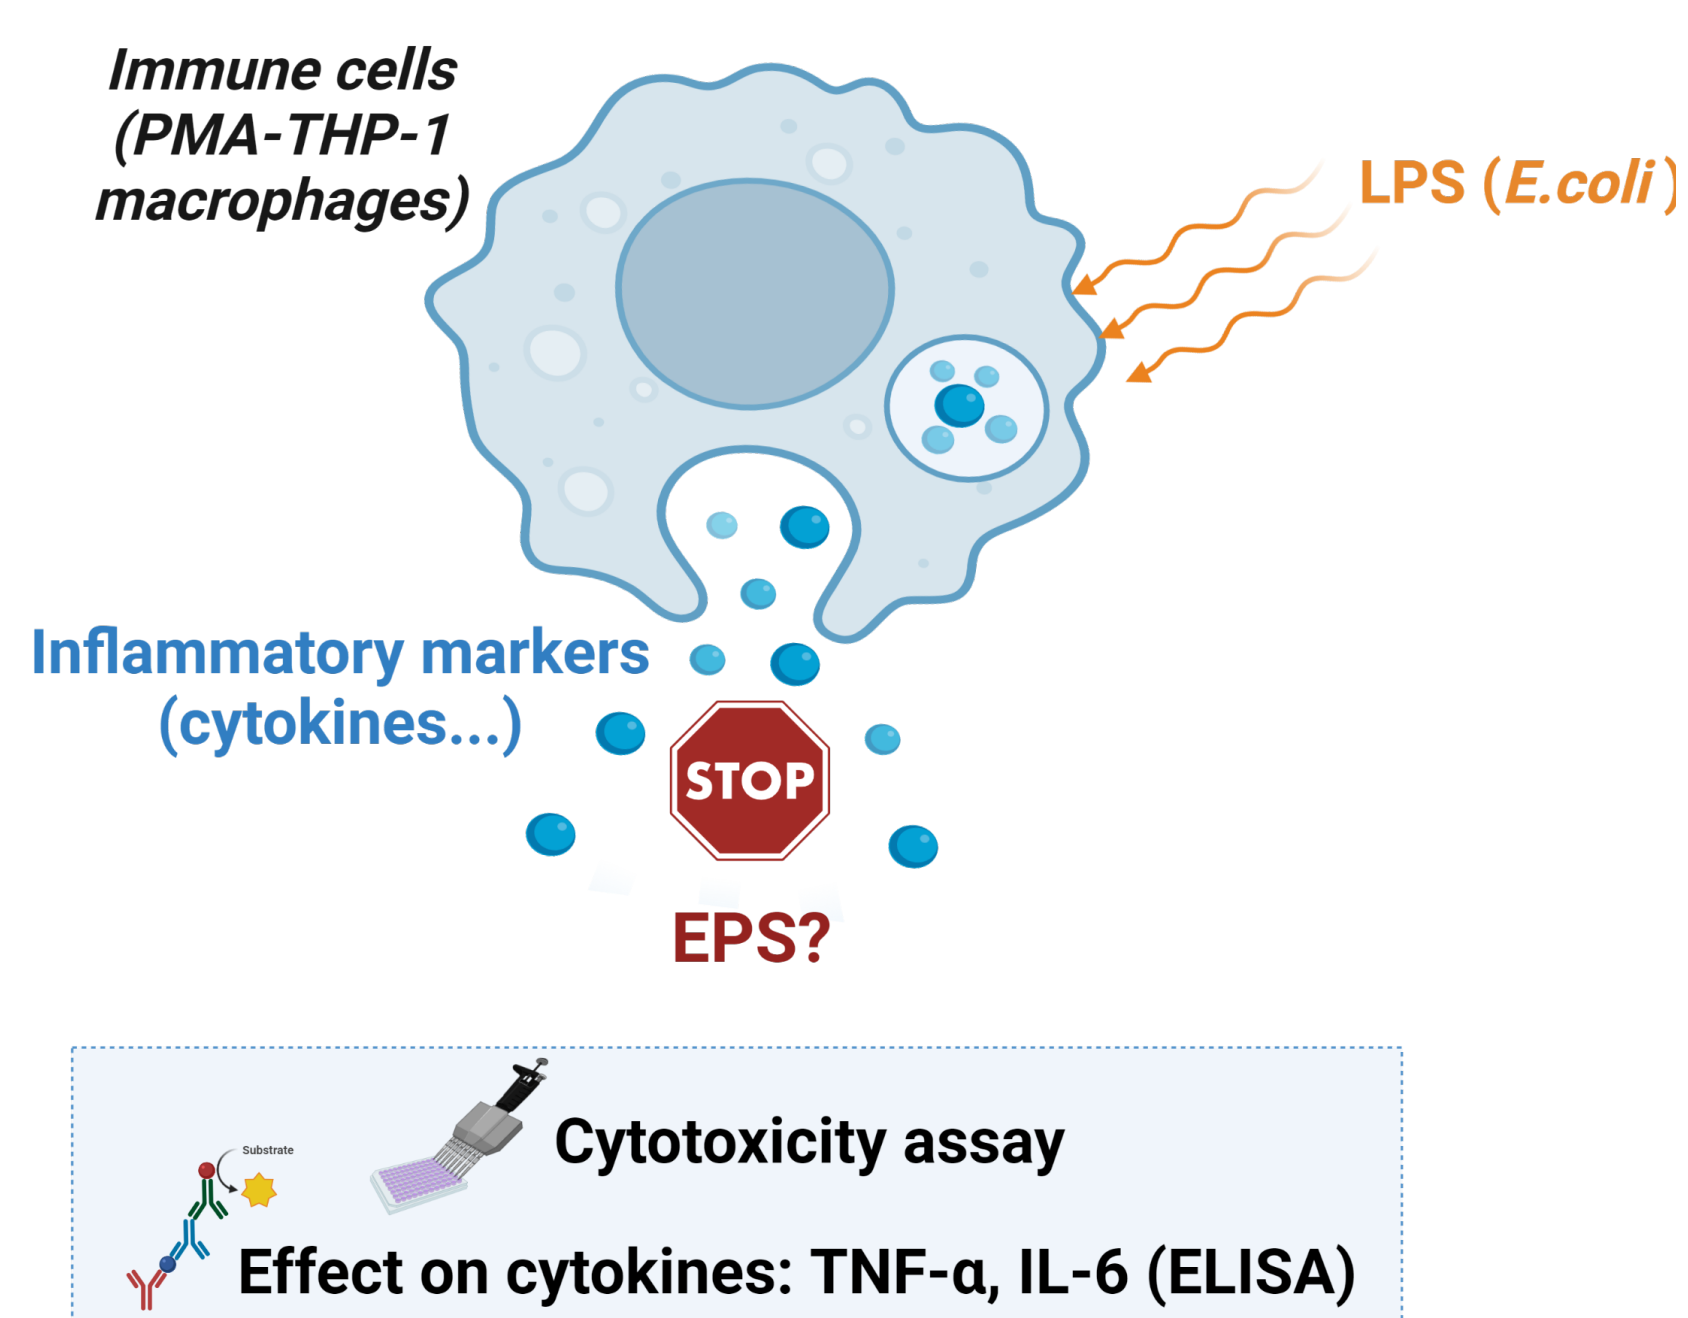 Immune cells
(PMA-THP-1
macrophages)
LPS (E.coli )
Inflammatory markers
(cytokines...)
STOP
EPS?
Cytotoxicity assay
Substrate
Effect on cytokines: TNF-α, IL-6 (ELISA)